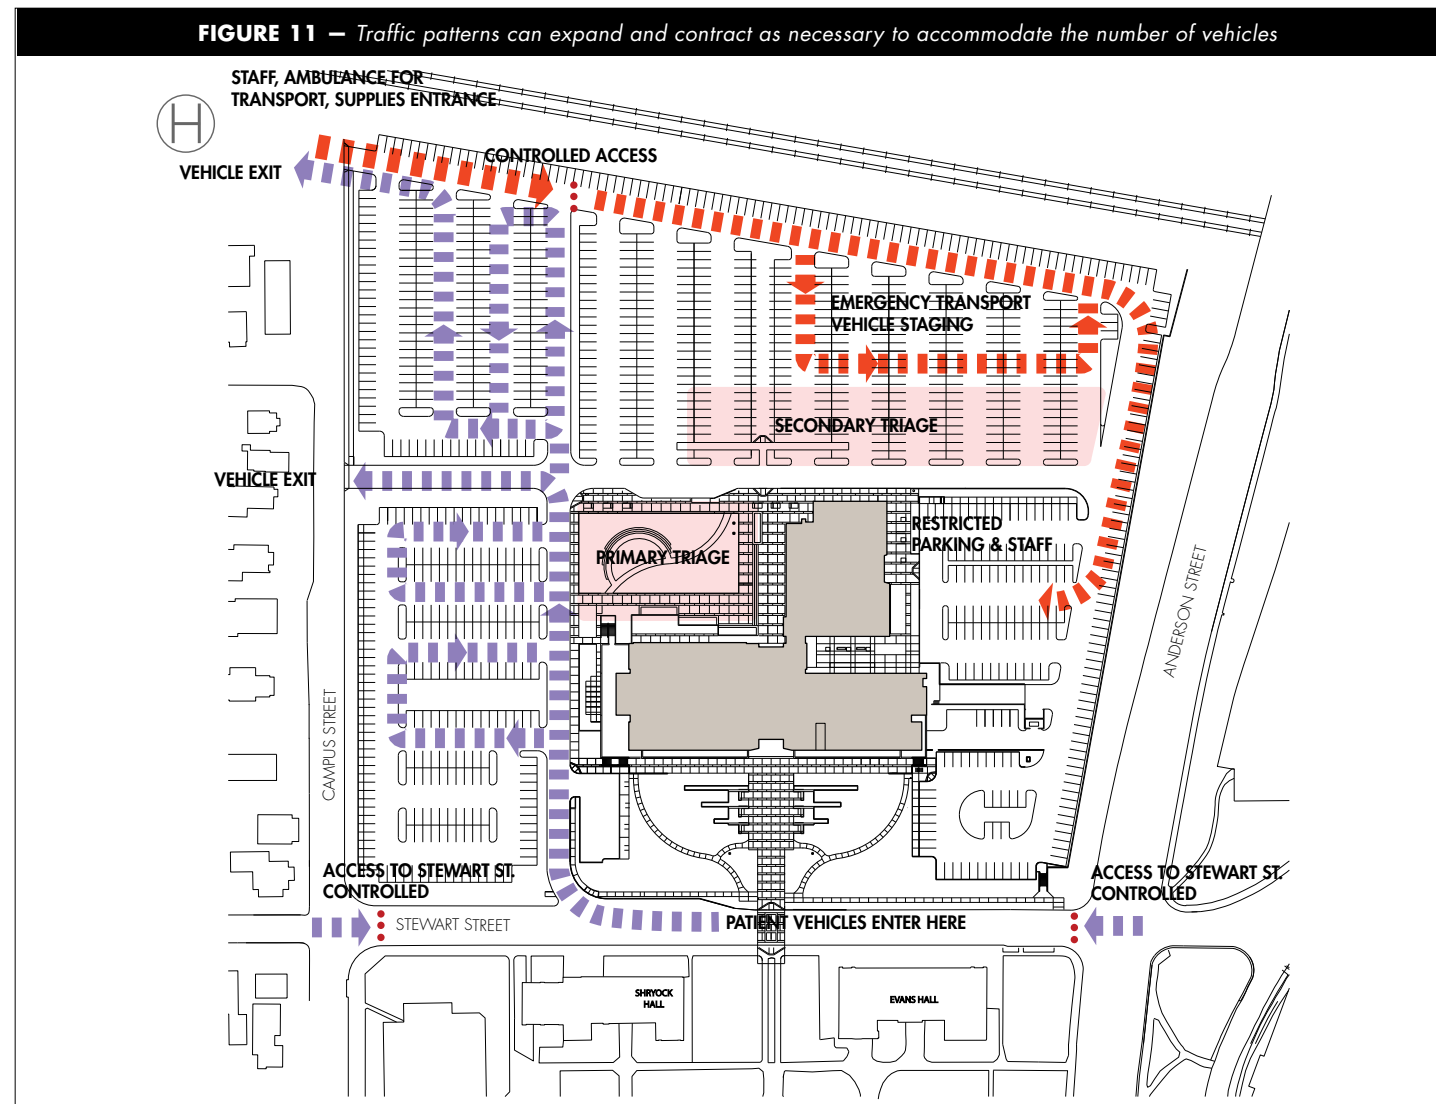 FIGURE 11 — Traffic patterns can expand and contract as necessary to accommodate the number of vehicles
STAFF, AMBULANCE FOR
TRANSPORT, SUPPLIES ENTRANCE
H
CONTROLLED ACCESS
VEHICLE EXIT
EMERGENCY TRANSPORT
VEHICLE STAGING
SECONDARY TRIAGE
VEHICLE EXIT
RESTRICTED
PARKING & STAFF
PRIMARY TRIAGE
ANDERSON STREET
CAMPUS STREET
ACCESS TO STEWART ST.
CONTROLLED
ACCESS TO STEWART ST.
CONTROLLED
STEWART STREET
PATIENT VEHICLES ENTER HERE
SHRYOCK
HALL
EVANS HALL